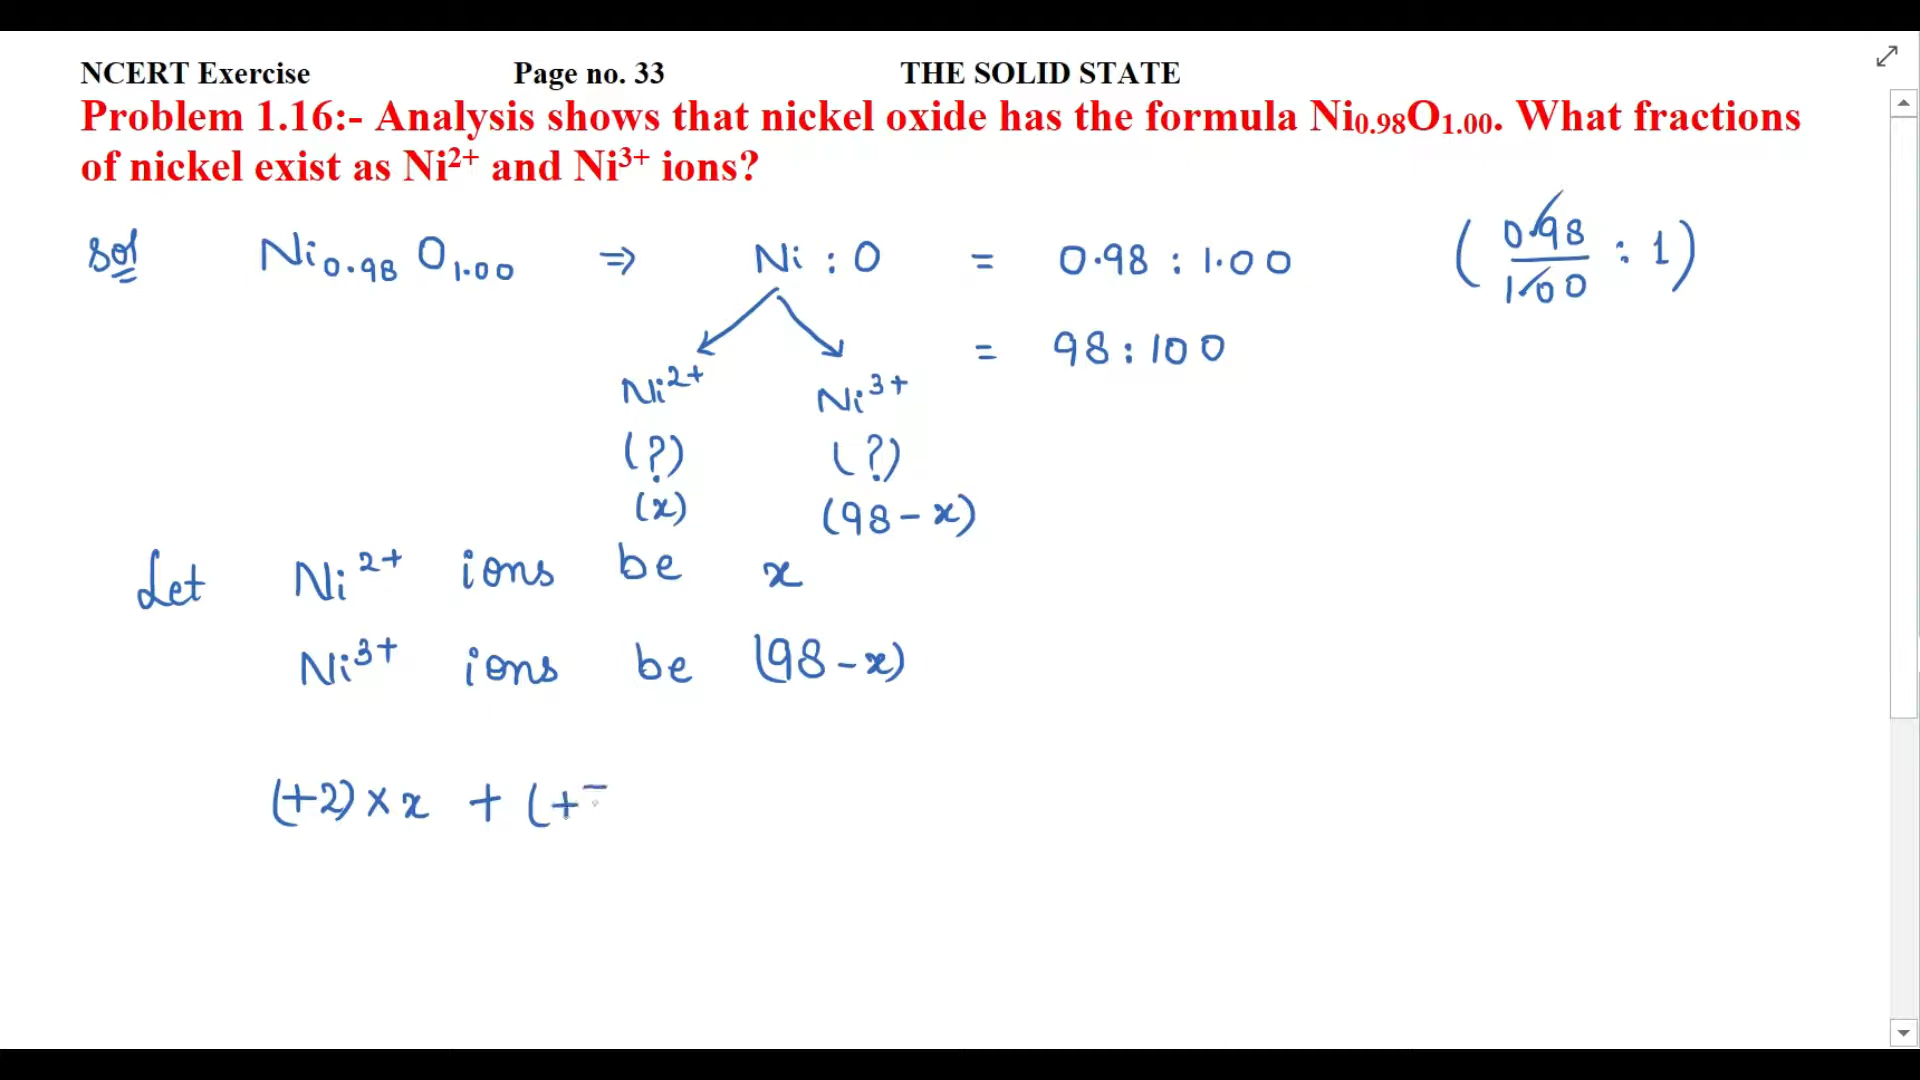 NCERT Exercise Page no. 33 THE SOLID STATE
Problem 1.16:- Analysis shows that nickel oxide has the formula Ni0.98O1.00. What fractions
of nickel exist as Ni2+ and Ni3+ ions?
Sol Ni0.98 O1.00 ⇒ Ni : O = 0.98 : 1.00 (0.98/1.00 : 1)
= 98 : 100
Ni2+ Ni3+
(?) (?)
(x) (98 - x)
Let Ni2+ ions be x
Ni3+ ions be (98 - x)
(+2) × x + (+